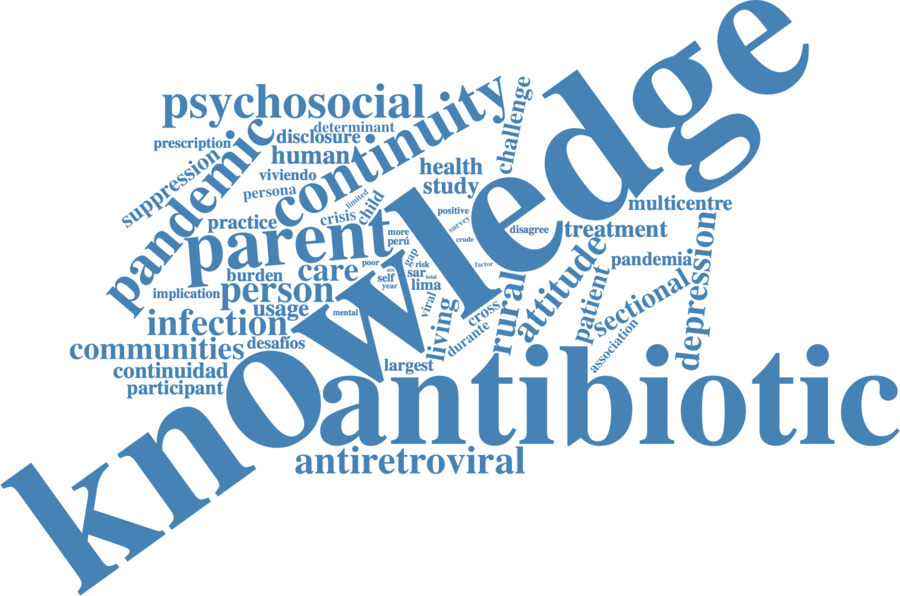 knowledge
antibiotic
psychosocial
continuity
challenge
determinant
disclosure
prescription
pandemic
human
suppression
viviendo
persona
health
study
limited
child
crisis
practice
positive
survey
multicentre
disagree
treatment
parent
more
perú
crude
gap
pandemia
burden
care
poor
risk
factor
self
sar
total
year
lima
implication
person
usage
mental
viral
living
cross
durante
rural
attitude
patient
sectional
association
depression
infection
desafíos
communities
continuidad
participant
largest
antiretroviral